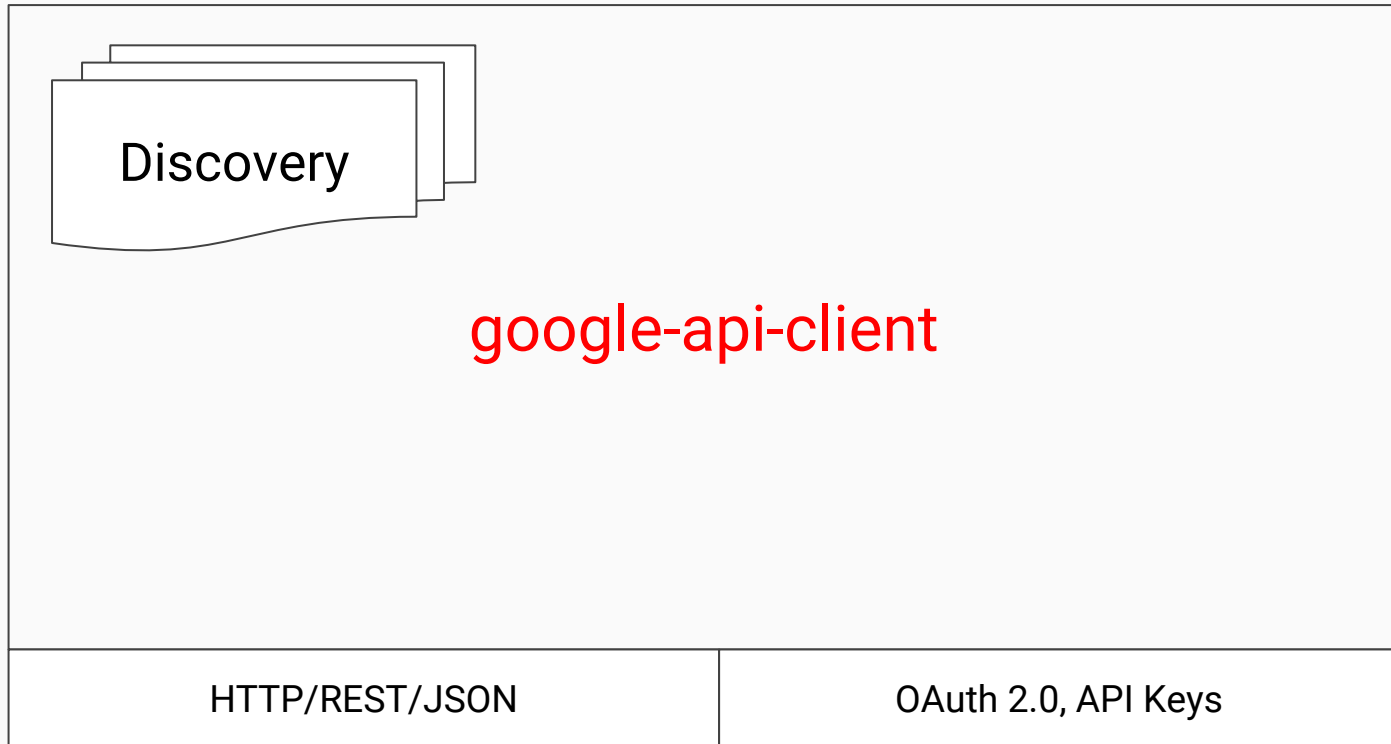 Discovery
google-api-client
HTTP/REST/JSON
OAuth 2.0, API Keys